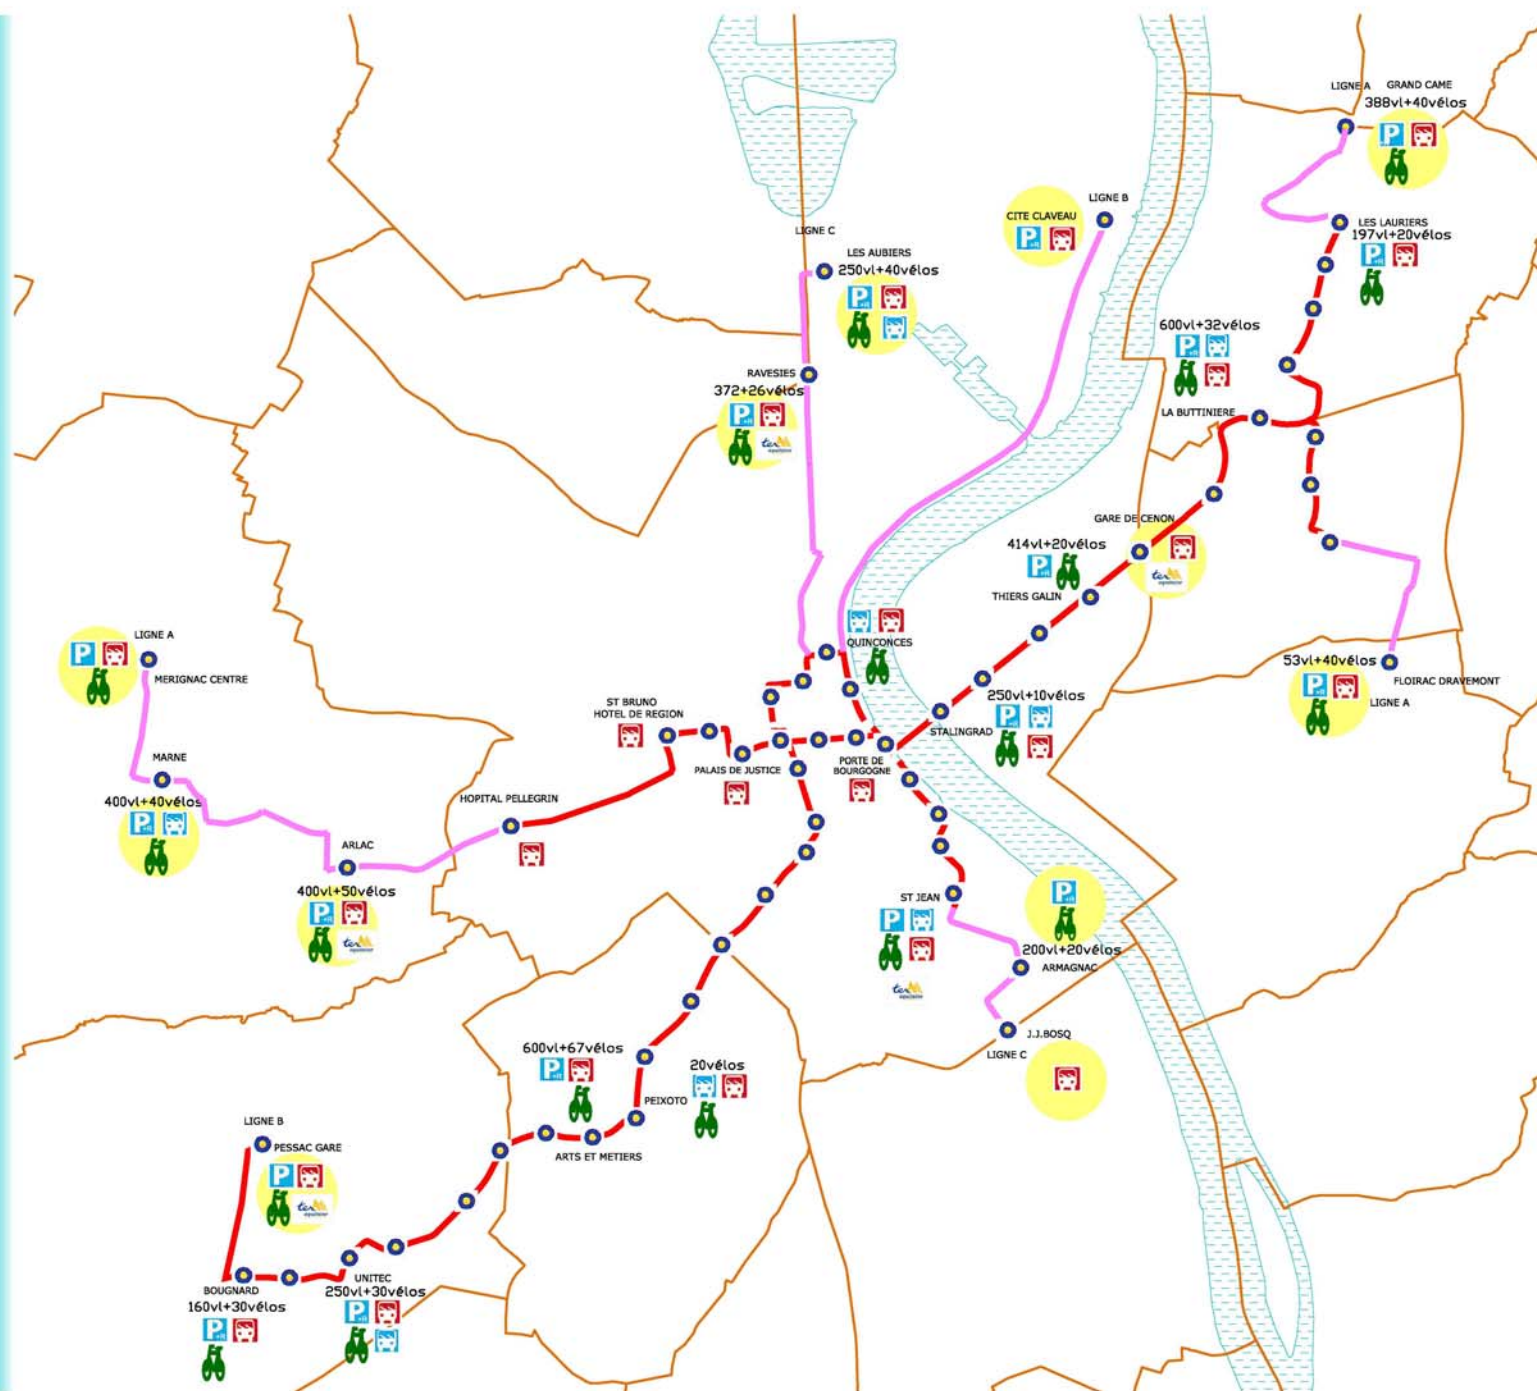 LIGNE A
GRAND CAME
388vl+40vélos
CITE CLAVEAU
LIGNE B
LES LAURIERS
197vl+20vélos
LIGNE C
LES AUBIERS
250vl+40vélos
600vl+32vélos
LA BUTTINIERE
RAVESIES
372+26vélos
GARE DE CENON
414vl+20vélos
THIERS GALIN
QUINCONCES
LIGNE A
MERIGNAC CENTRE
53vl+40vélos
FLOIRAC DRAVEMONT
LIGNE A
ST BRUNO
HOTEL DE REGION
250vl+10vélos
STALINGRAD
MARNE
400vl+40vélos
PALAIS DE JUSTICE
PORTE DE
BOURGOGNE
HOPITAL PELLEGRIN
ARLAC
400vl+50vélos
ST JEAN
200vl+20vélos
ARMAGNAC
J.J.BOSQ
LIGNE C
600vl+67vélos
20vélos
PEIXOTO
ARTS ET METIERS
LIGNE B
PESSAC GARE
UNITEC
250vl+30vélos
BOUGNARD
160vl+30vélos